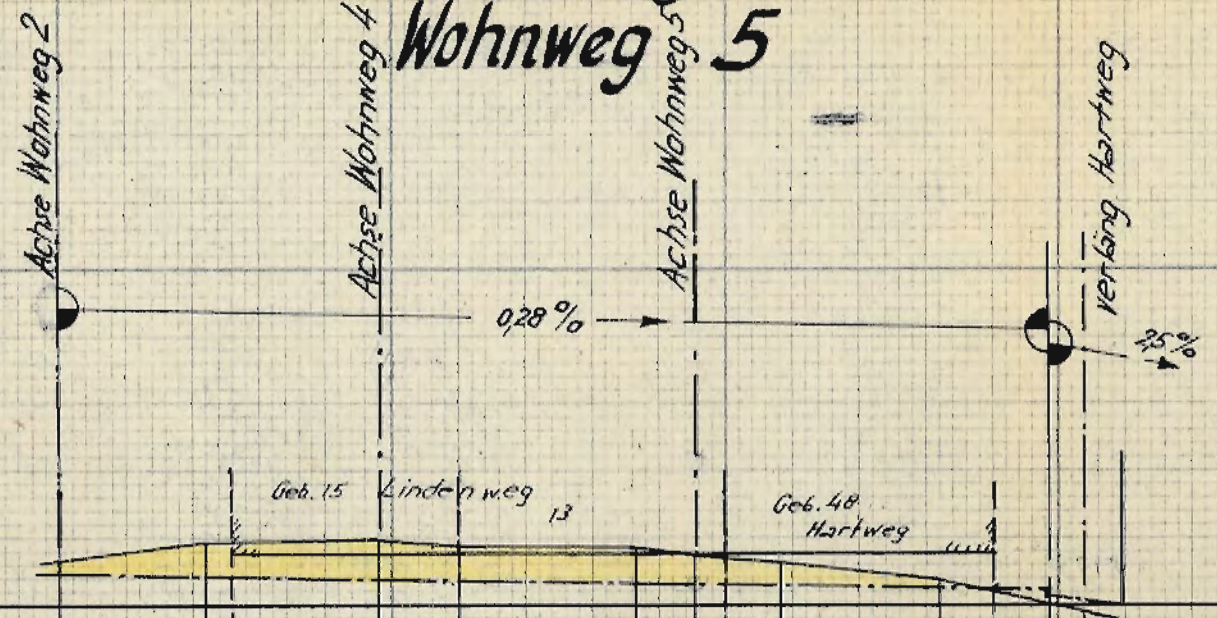 Wohnweg 5
Achse Wohnweg 2
Achse Wohnweg 4
Achse Wohnweg 5
verläng Hartweg
0,28 %
2,5 %
Geb. 15 Lindenweg
13
Geb. 48
Hartweg